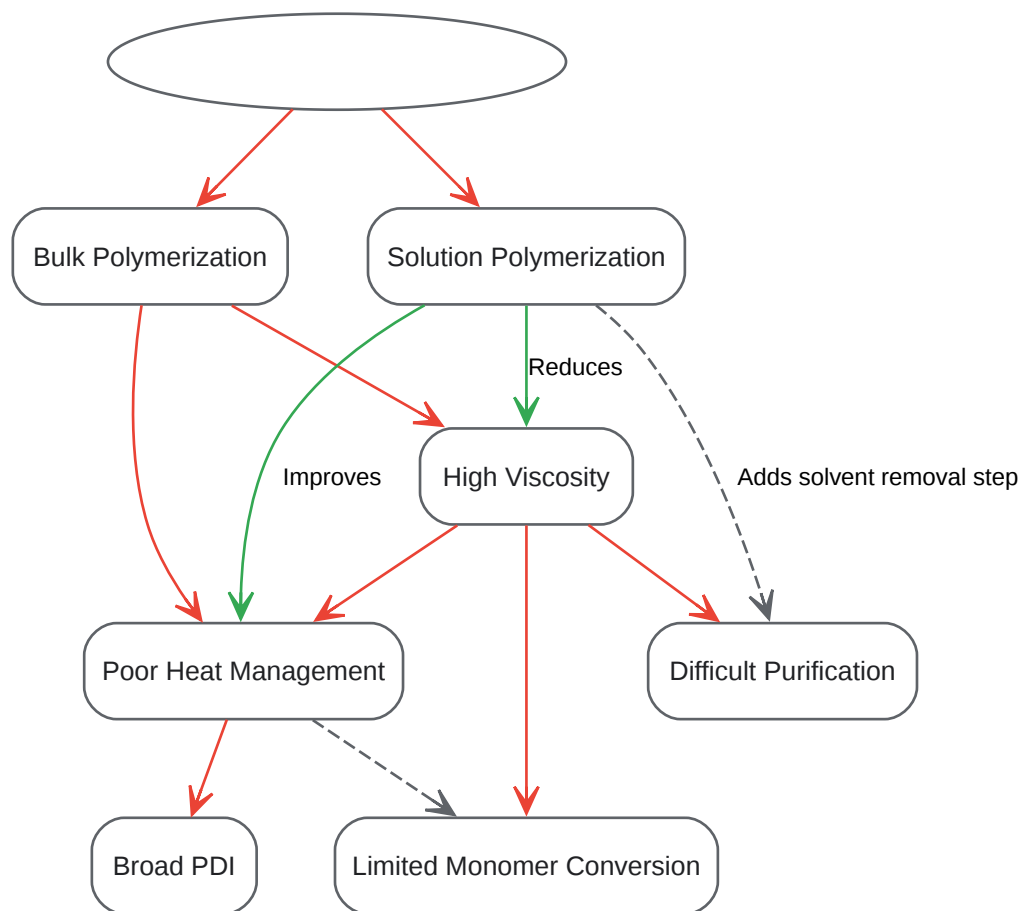 Bulk Polymerization
Solution Polymerization
Reduces
High Viscosity
Improves
Adds solvent removal step
Poor Heat Management
Difficult Purification
Broad PDI
Limited Monomer Conversion